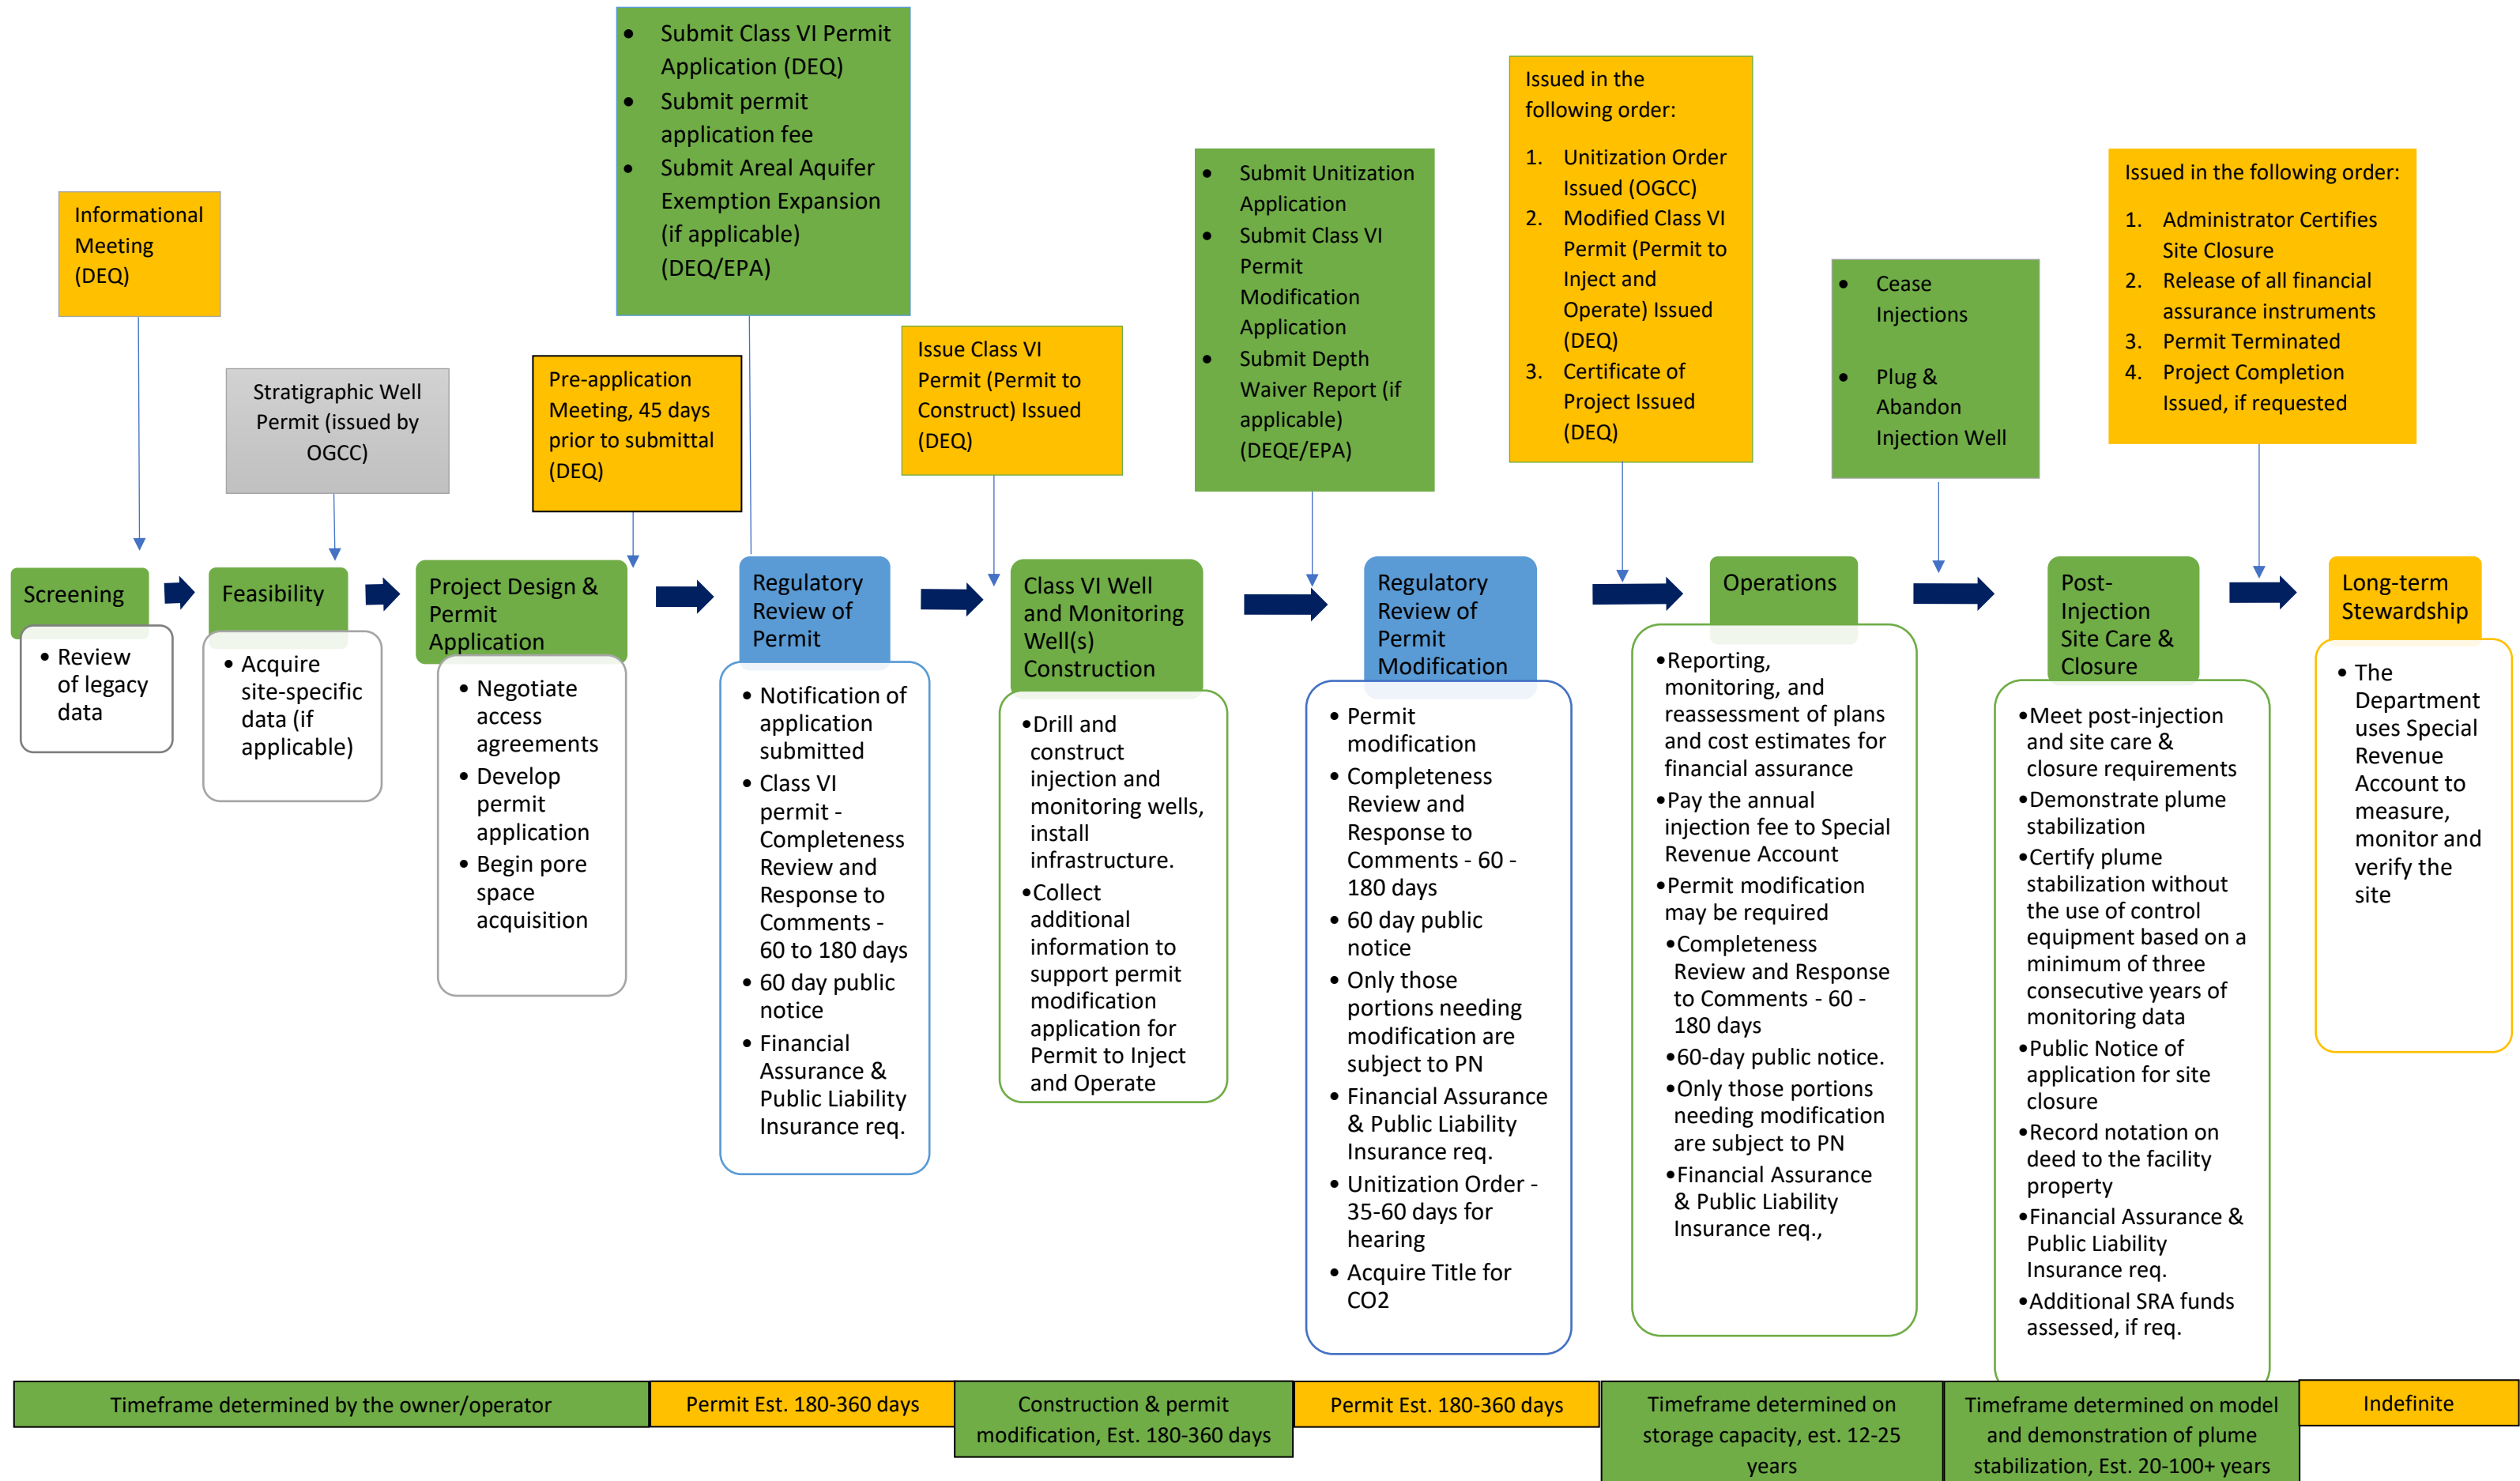 Informational
Meeting
(DEQ)
Stratigraphic Well
Permit (issued by
OGCC)
Pre-application
Meeting, 45 days
prior to submittal
(DEQ)
• Submit Class VI Permit
Application (DEQ)
• Submit permit
application fee
• Submit Areal Aquifer
Exemption Expansion
(if applicable)
(DEQ/EPA)
Issue Class VI
Permit (Permit to
Construct) Issued
(DEQ)
• Submit Unitization
Application
• Submit Class VI
Permit
Modification
Application
• Submit Depth
Waiver Report (if
applicable)
(DEQE/EPA)
Issued in the
following order:
1. Unitization Order
Issued (OGCC)
2. Modified Class VI
Permit (Permit to
Inject and
Operate) Issued
(DEQ)
3. Certificate of
Project Issued
(DEQ)
• Cease
Injections
• Plug &
Abandon
Injection Well
Issued in the following order:
1. Administrator Certifies
Site Closure
2. Release of all financial
assurance instruments
3. Permit Terminated
4. Project Completion
Issued, if requested
Screening
• Review
of legacy
data
Feasibility
• Acquire
site-specific
data (if
applicable)
Project Design &
Permit
Application
• Negotiate
access
agreements
• Develop
permit
application
• Begin pore
space
acquisition
Regulatory
Review of
Permit
• Notification of
application
submitted
• Class VI
permit -
Completeness
Review and
Response to
Comments -
60 to 180 days
• 60 day public
notice
• Financial
Assurance &
Public Liability
Insurance req.
Class VI Well
and Monitoring
Well(s)
Construction
•Drill and
construct
injection and
monitoring wells,
install
infrastructure.
•Collect
additional
information to
support permit
modification
application for
Permit to Inject
and Operate
Regulatory
Review of
Permit
Modification
• Permit
modification
• Completeness
Review and
Response to
Comments - 60 -
180 days
• 60 day public
notice
• Only those
portions needing
modification are
subject to PN
• Financial Assurance
& Public Liability
Insurance req.
• Unitization Order -
35-60 days for
hearing
• Acquire Title for
CO2
Operations
•Reporting,
monitoring, and
reassessment of plans
and cost estimates for
financial assurance
•Pay the annual
injection fee to Special
Revenue Account
•Permit modification
may be required
•Completeness
Review and Response
to Comments - 60 -
180 days
•60-day public notice.
•Only those portions
needing modification
are subject to PN
•Financial Assurance
& Public Liability
Insurance req.,
Post-
Injection
Site Care &
Closure
•Meet post-injection
and site care &
closure requirements
•Demonstrate plume
stabilization
•Certify plume
stabilization without
the use of control
equipment based on a
minimum of three
consecutive years of
monitoring data
•Public Notice of
application for site
closure
•Record notation on
deed to the facility
property
•Financial Assurance &
Public Liability
Insurance req.
•Additional SRA funds
assessed, if req.
Long-term
Stewardship
• The
Department
uses Special
Revenue
Account to
measure,
monitor and
verify the
site
Timeframe determined by the owner/operator
Permit Est. 180-360 days
Construction & permit
modification, Est. 180-360 days
Permit Est. 180-360 days
Timeframe determined on
storage capacity, est. 12-25
years
Timeframe determined on model
and demonstration of plume
stabilization, Est. 20-100+ years
Indefinite